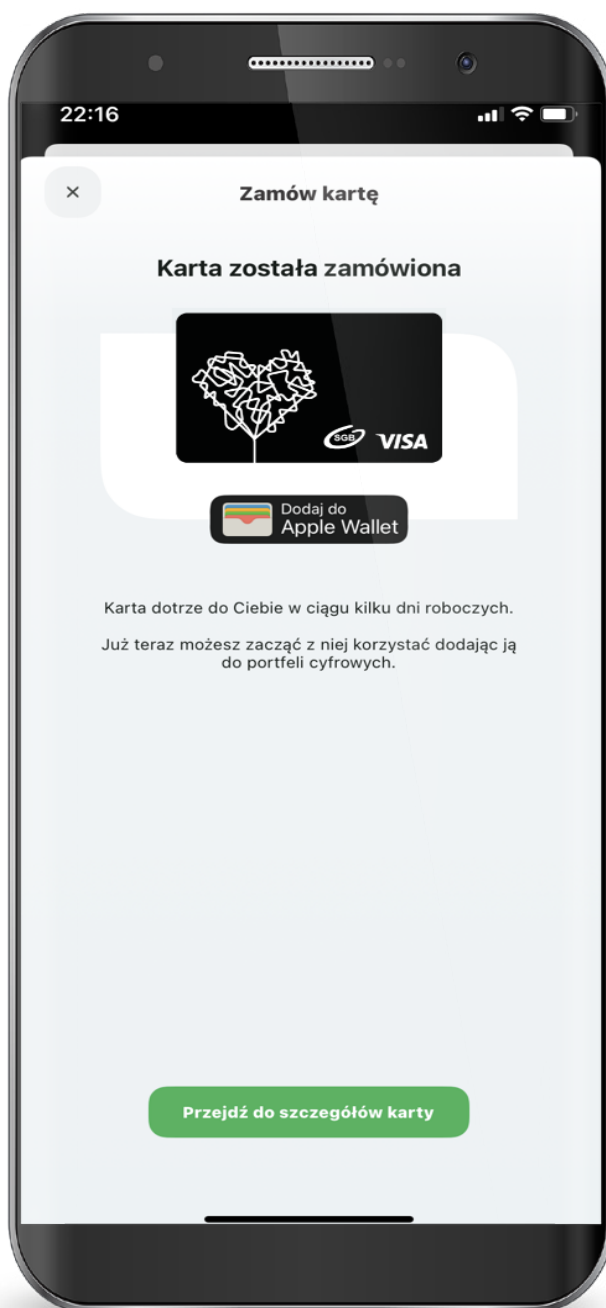 22:16
×
Zamów kartę
Karta została zamówiona
SGB VISA
Dodaj do
Apple Wallet
Karta dotrze do Ciebie w ciągu kilku dni roboczych.
Już teraz możesz zacząć z niej korzystać dodając ją
do portfeli cyfrowych.
Przejdź do szczegółów karty